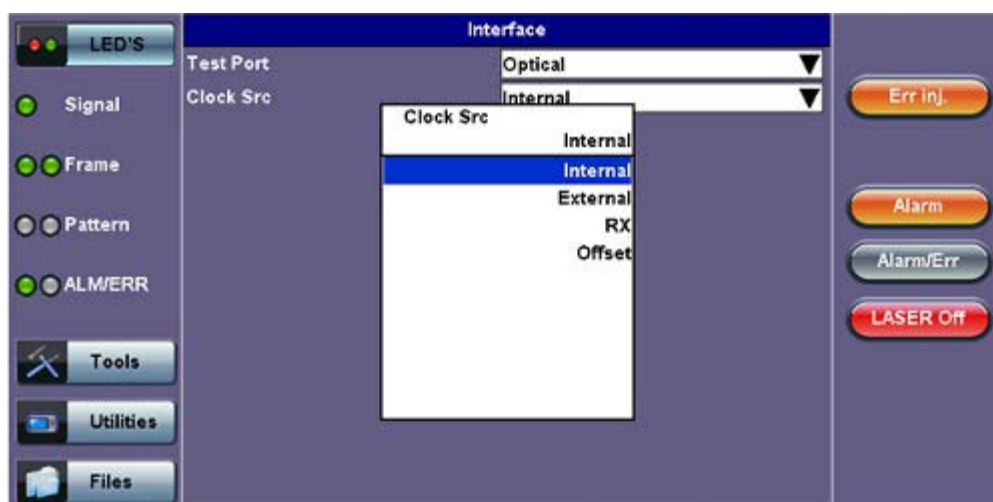 LED'S
Signal
Frame
Pattern
ALM/ERR
Tools
Utilities
Files
Interface
Test Port Optical
Clock Src Internal
Clock Src
Internal
Internal
External
RX
Offset
Err inj.
Alarm
Alarm/Err
LASER Off